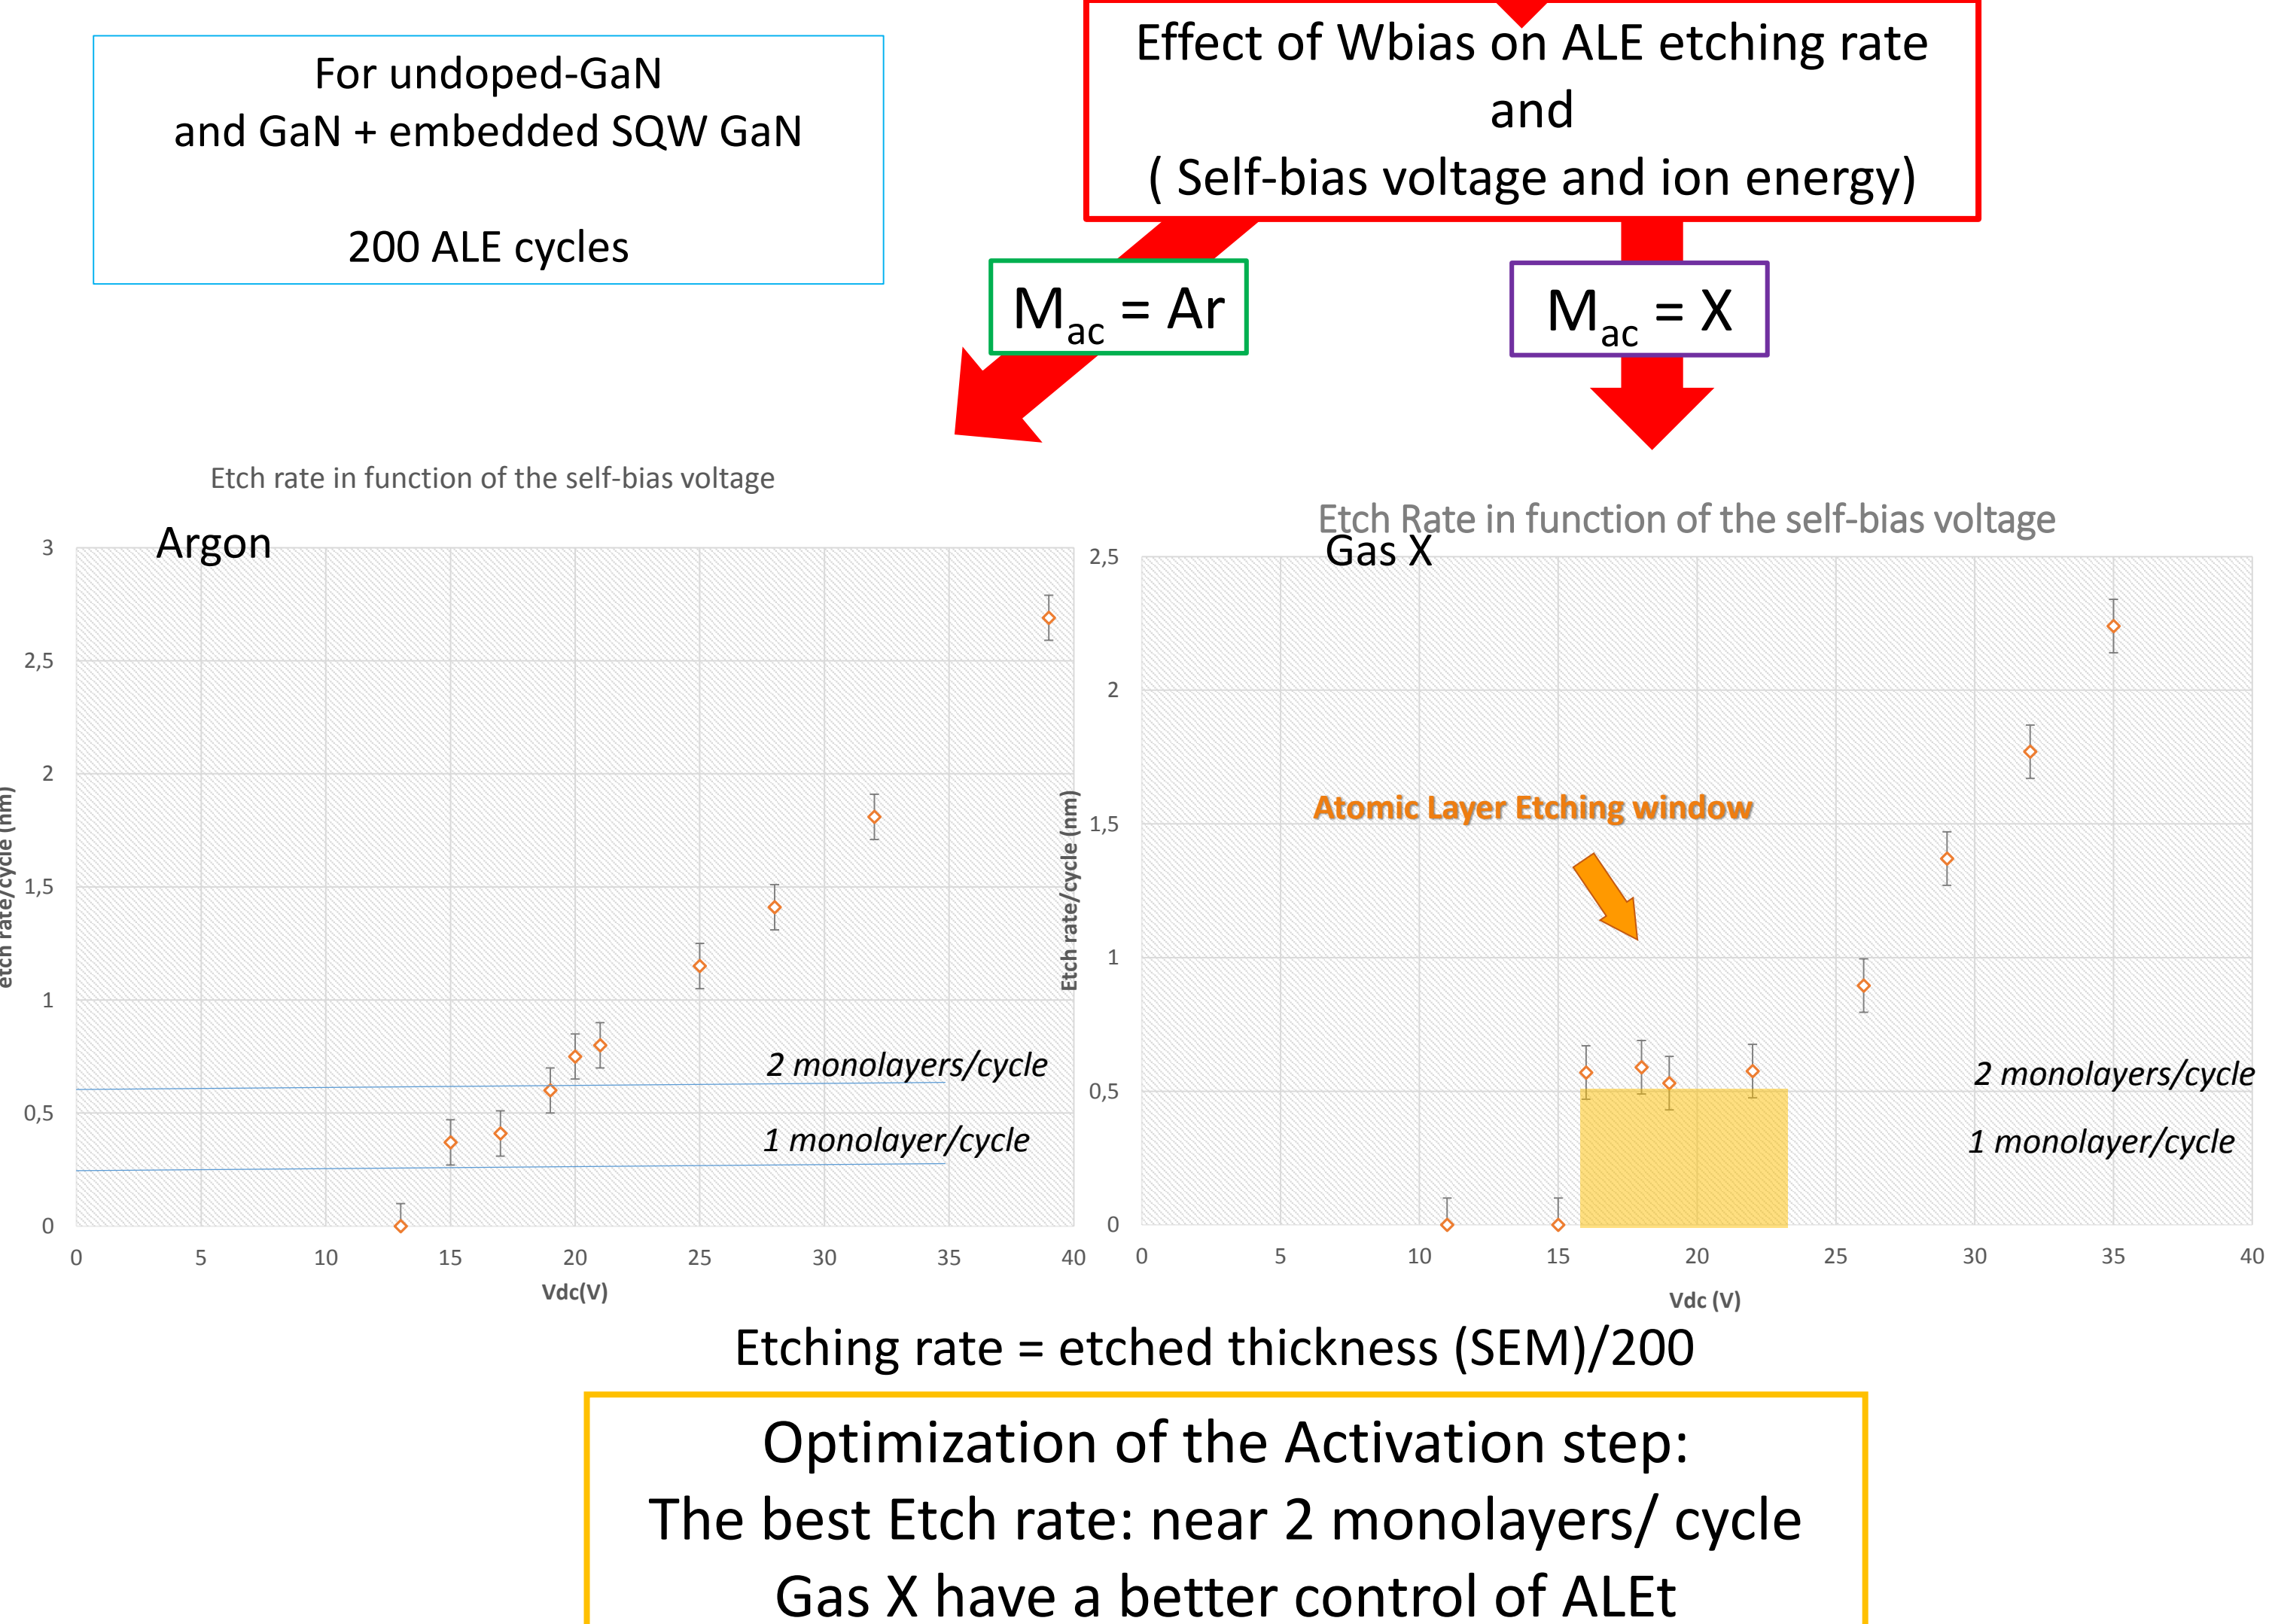 For undoped-GaN
and GaN + embedded SQW GaN
200 ALE cycles
Effect of Wbias on ALE etching rate
and
( Self-bias voltage and ion energy)
Mac = Ar
Mac = X
Etch rate in function of the self-bias voltage
Argon
3
2,5
2
1,5
1
0,5
0
etch rate/cycle (nm)
2 monolayers/cycle
1 monolayer/cycle
0 5 10 15 20 25 30 35 40
Vdc(V)
Etch Rate in function of the self-bias voltage
Gas X
2,5
2
1,5
1
0,5
0
Etch rate/cycle (nm)
Atomic Layer Etching window
2 monolayers/cycle
1 monolayer/cycle
0 5 10 15 20 25 30 35 40
Vdc (V)
Etching rate = etched thickness (SEM)/200
Optimization of the Activation step:
The best Etch rate: near 2 monolayers/ cycle
Gas X have a better control of ALEt